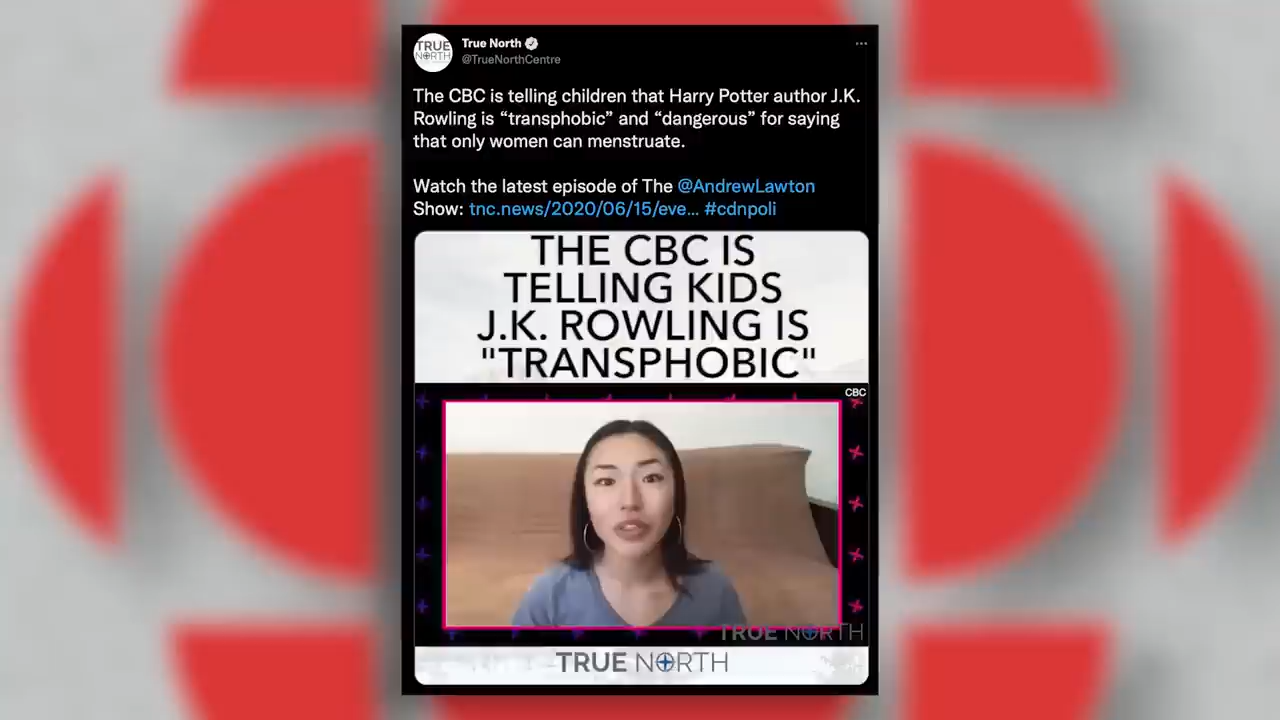 True North
@TrueNorthCentre
The CBC is telling children that Harry Potter author J.K.
Rowling is “transphobic” and “dangerous” for saying
that only women can menstruate.
Watch the latest episode of The @AndrewLawton
Show: tnc.news/2020/06/15/eve... #cdnpoli
THE CBC IS
TELLING KIDS
J.K. ROWLING IS
"TRANSPHOBIC"
CBC
TRUE NORTH
TRUE NORTH
TRUE
NORTH